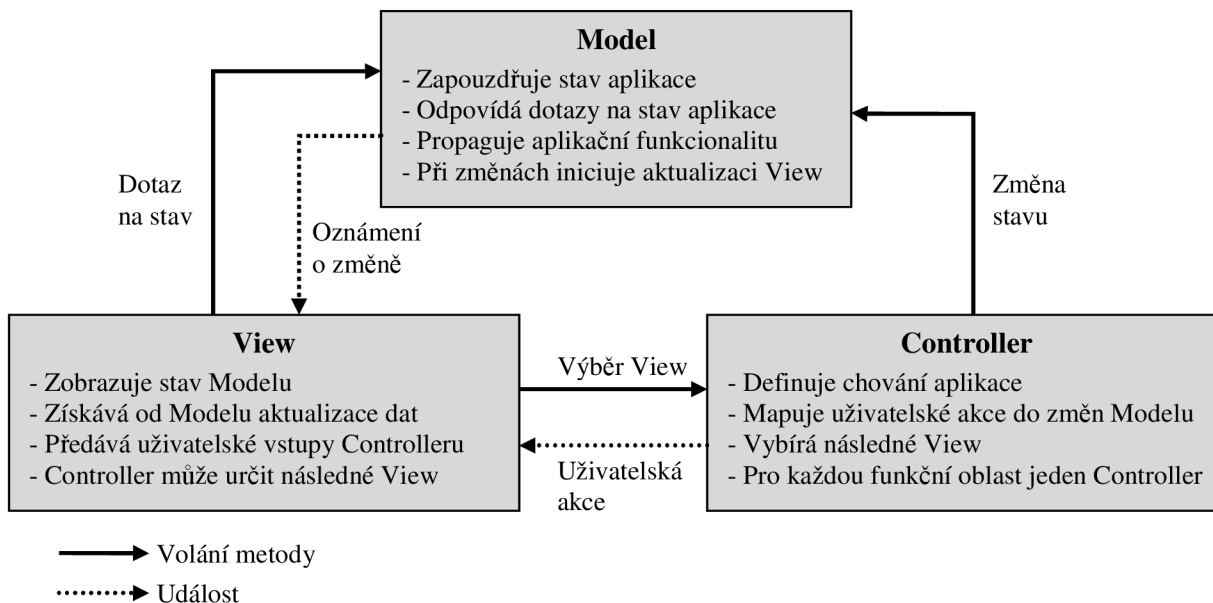 Model
- Zapouzdřuje stav aplikace
- Odpovídá dotazy na stav aplikace
- Propaguje aplikační funkcionalitu
- Při změnách iniciuje aktualizaci View
Dotaz
na stav
Oznámení
o změně
Změna
stavu
View
- Zobrazuje stav Modelu
- Získává od Modelu aktualizace dat
- Předává uživatelské vstupy Controlleru
- Controller může určit následné View
Výběr View
Uživatelská
akce
Controller
- Definuje chování aplikace
- Mapuje uživatelské akce do změn Modelu
- Vybírá následné View
- Pro každou funkční oblast jeden Controller
Volání metody
Událost